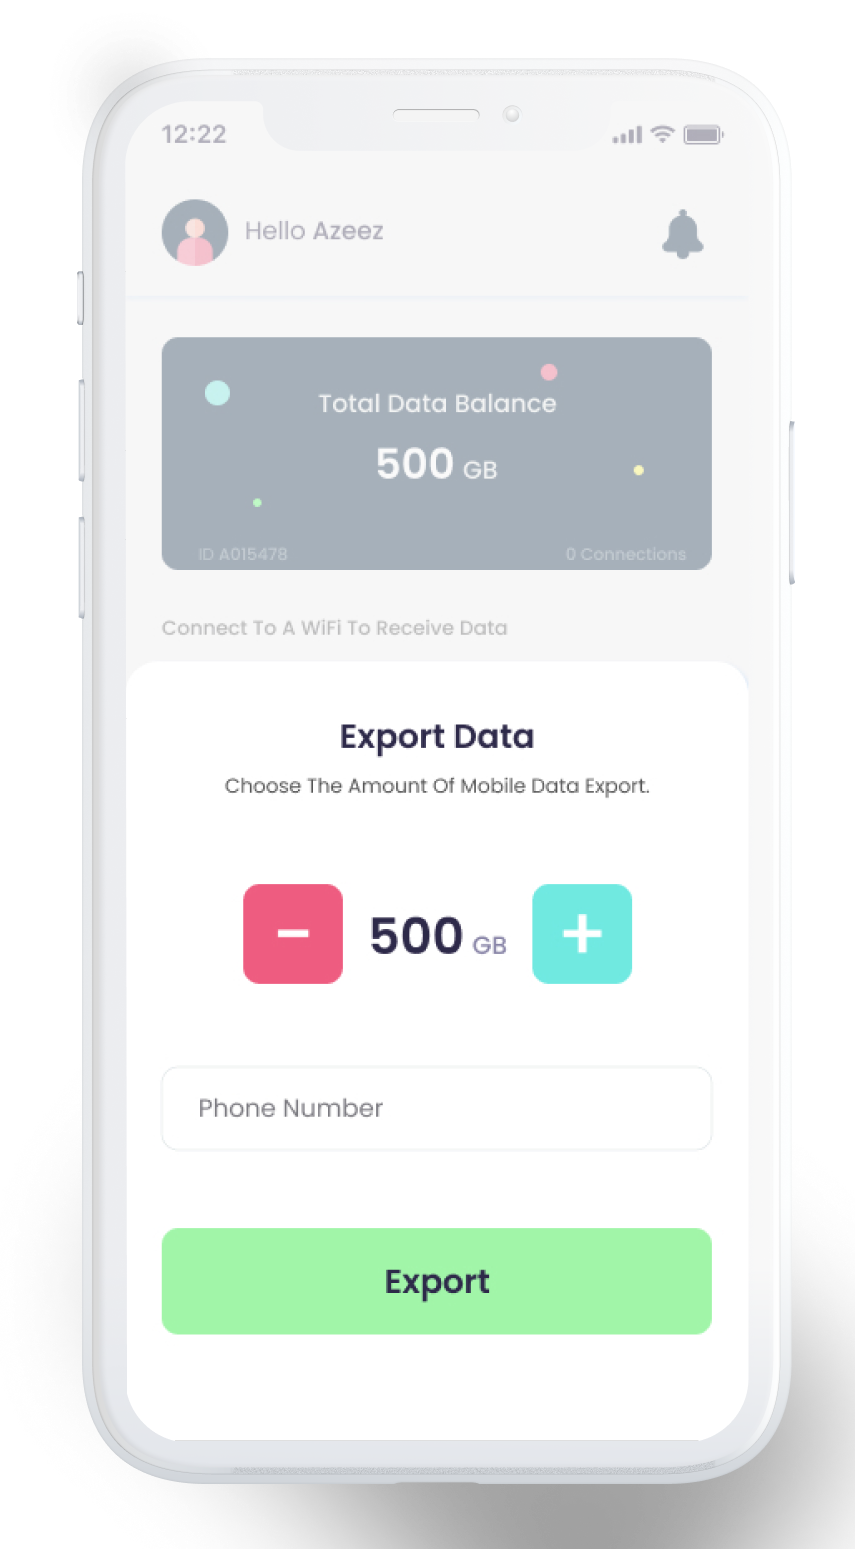 12:22
Hello Azeez
Total Data Balance
500 GB
ID A015478
0 Connections
Connect To A WiFi To Receive Data
Export Data
Choose The Amount Of Mobile Data Export.
− 500 GB +
Phone Number
Export